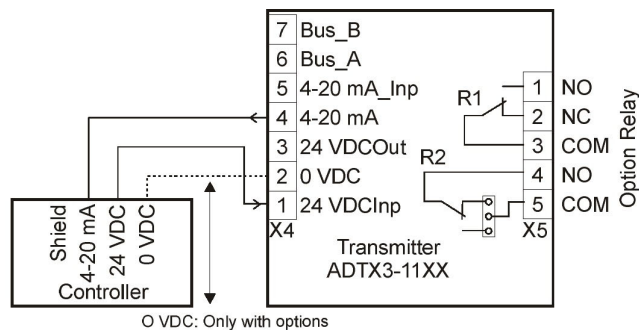 7 Bus_B
6 Bus_A
5 4-20 mA_Inp
4 4-20 mA
3 24 VDCOut
2 0 VDC
1 24 VDCInp
X4
R1
R2
1 NO
2 NC
3 COM
4 NO
5 COM
X5
Option Relay
Transmitter
ADTX3-11XX
Shield
4-20 mA
24 VDC
0 VDC
Controller
O VDC: Only with options